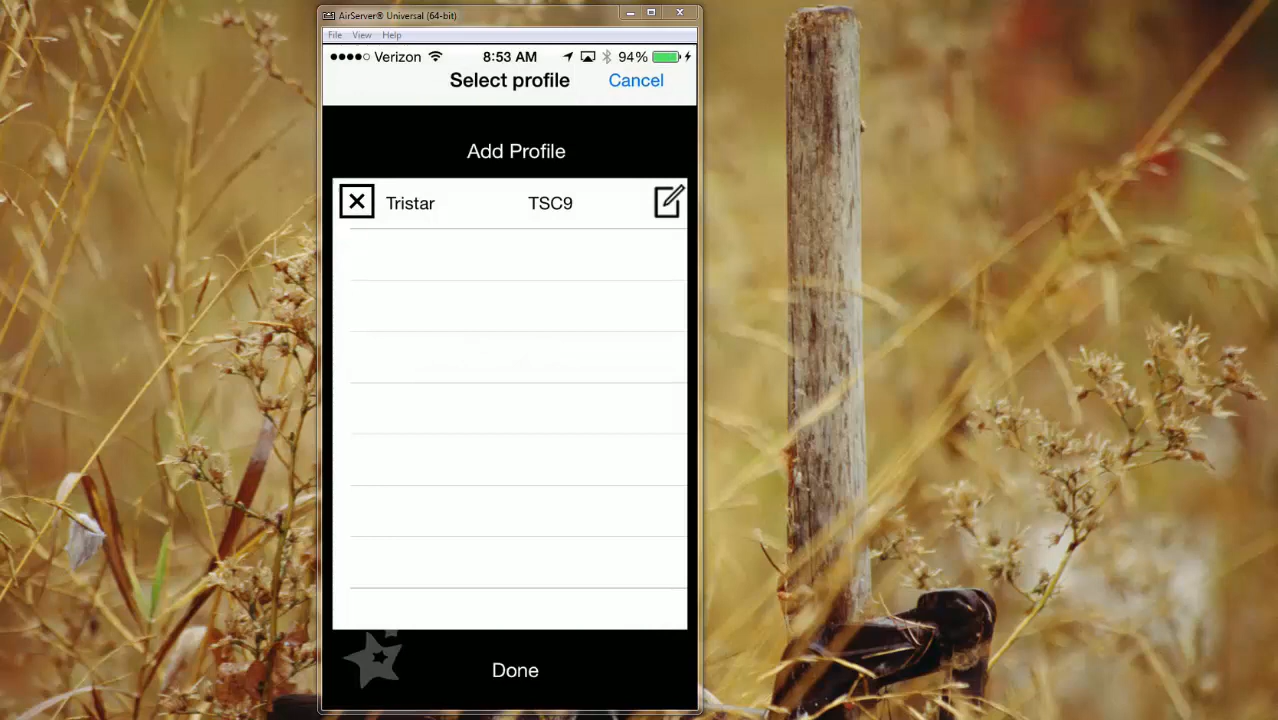 AirServer® Universal (64-bit)
File View Help
Verizon 8:53 AM 94%
Select profile Cancel
Add Profile
Tristar TSC9
Done